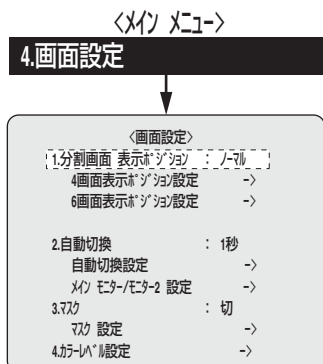 〈メイン メニュー〉
4.画面設定
〈画面設定〉
1.分割画面 表示ポジション : ノーマル
4画面表示ポジション設定 ->
6画面表示ポジション設定 ->
2.自動切換 : 1秒
自動切換設定 ->
メイン モニター/モニター2 設定 ->
3.マスク : 切
マスク 設定 ->
4.カラーレベル設定 ->